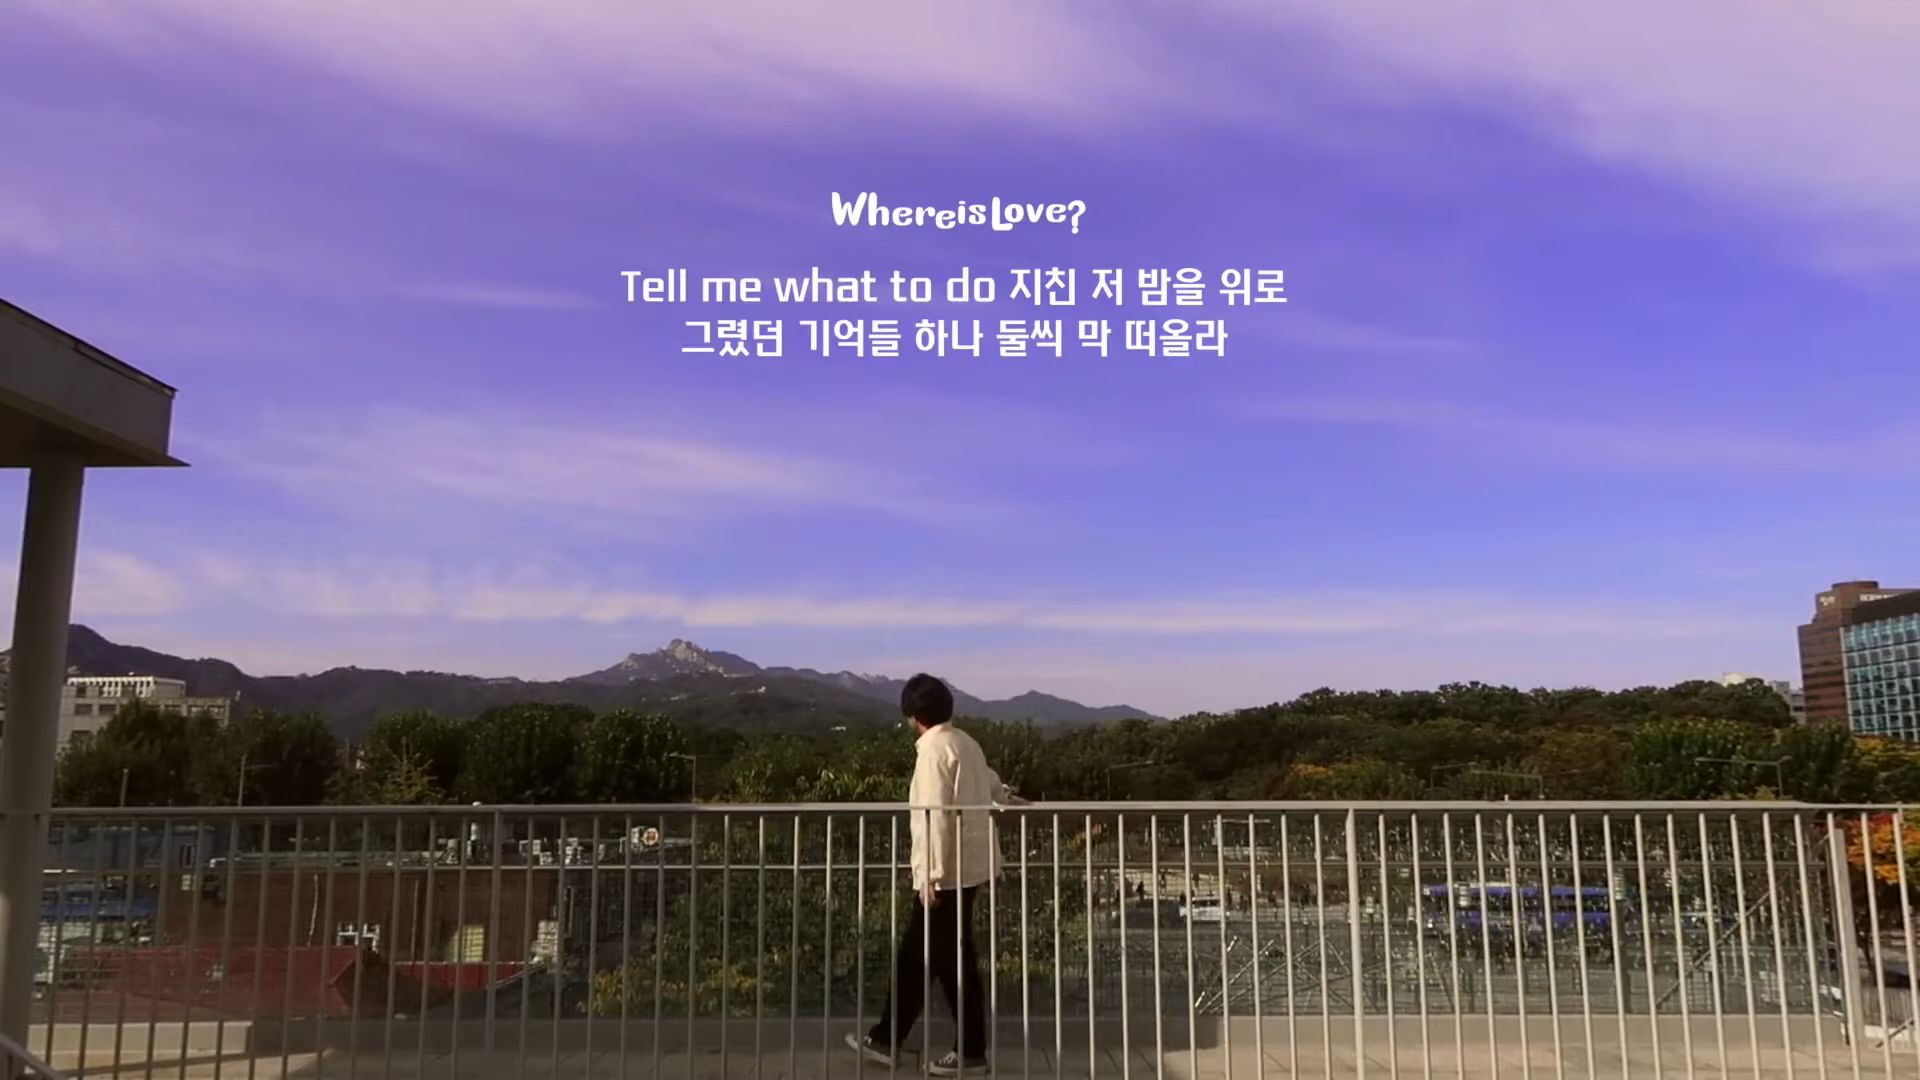 Where is Love?
Tell me what to do 지친 저 밤을 위로
그렸던 기억들 하나 둘씩 막 떠올라